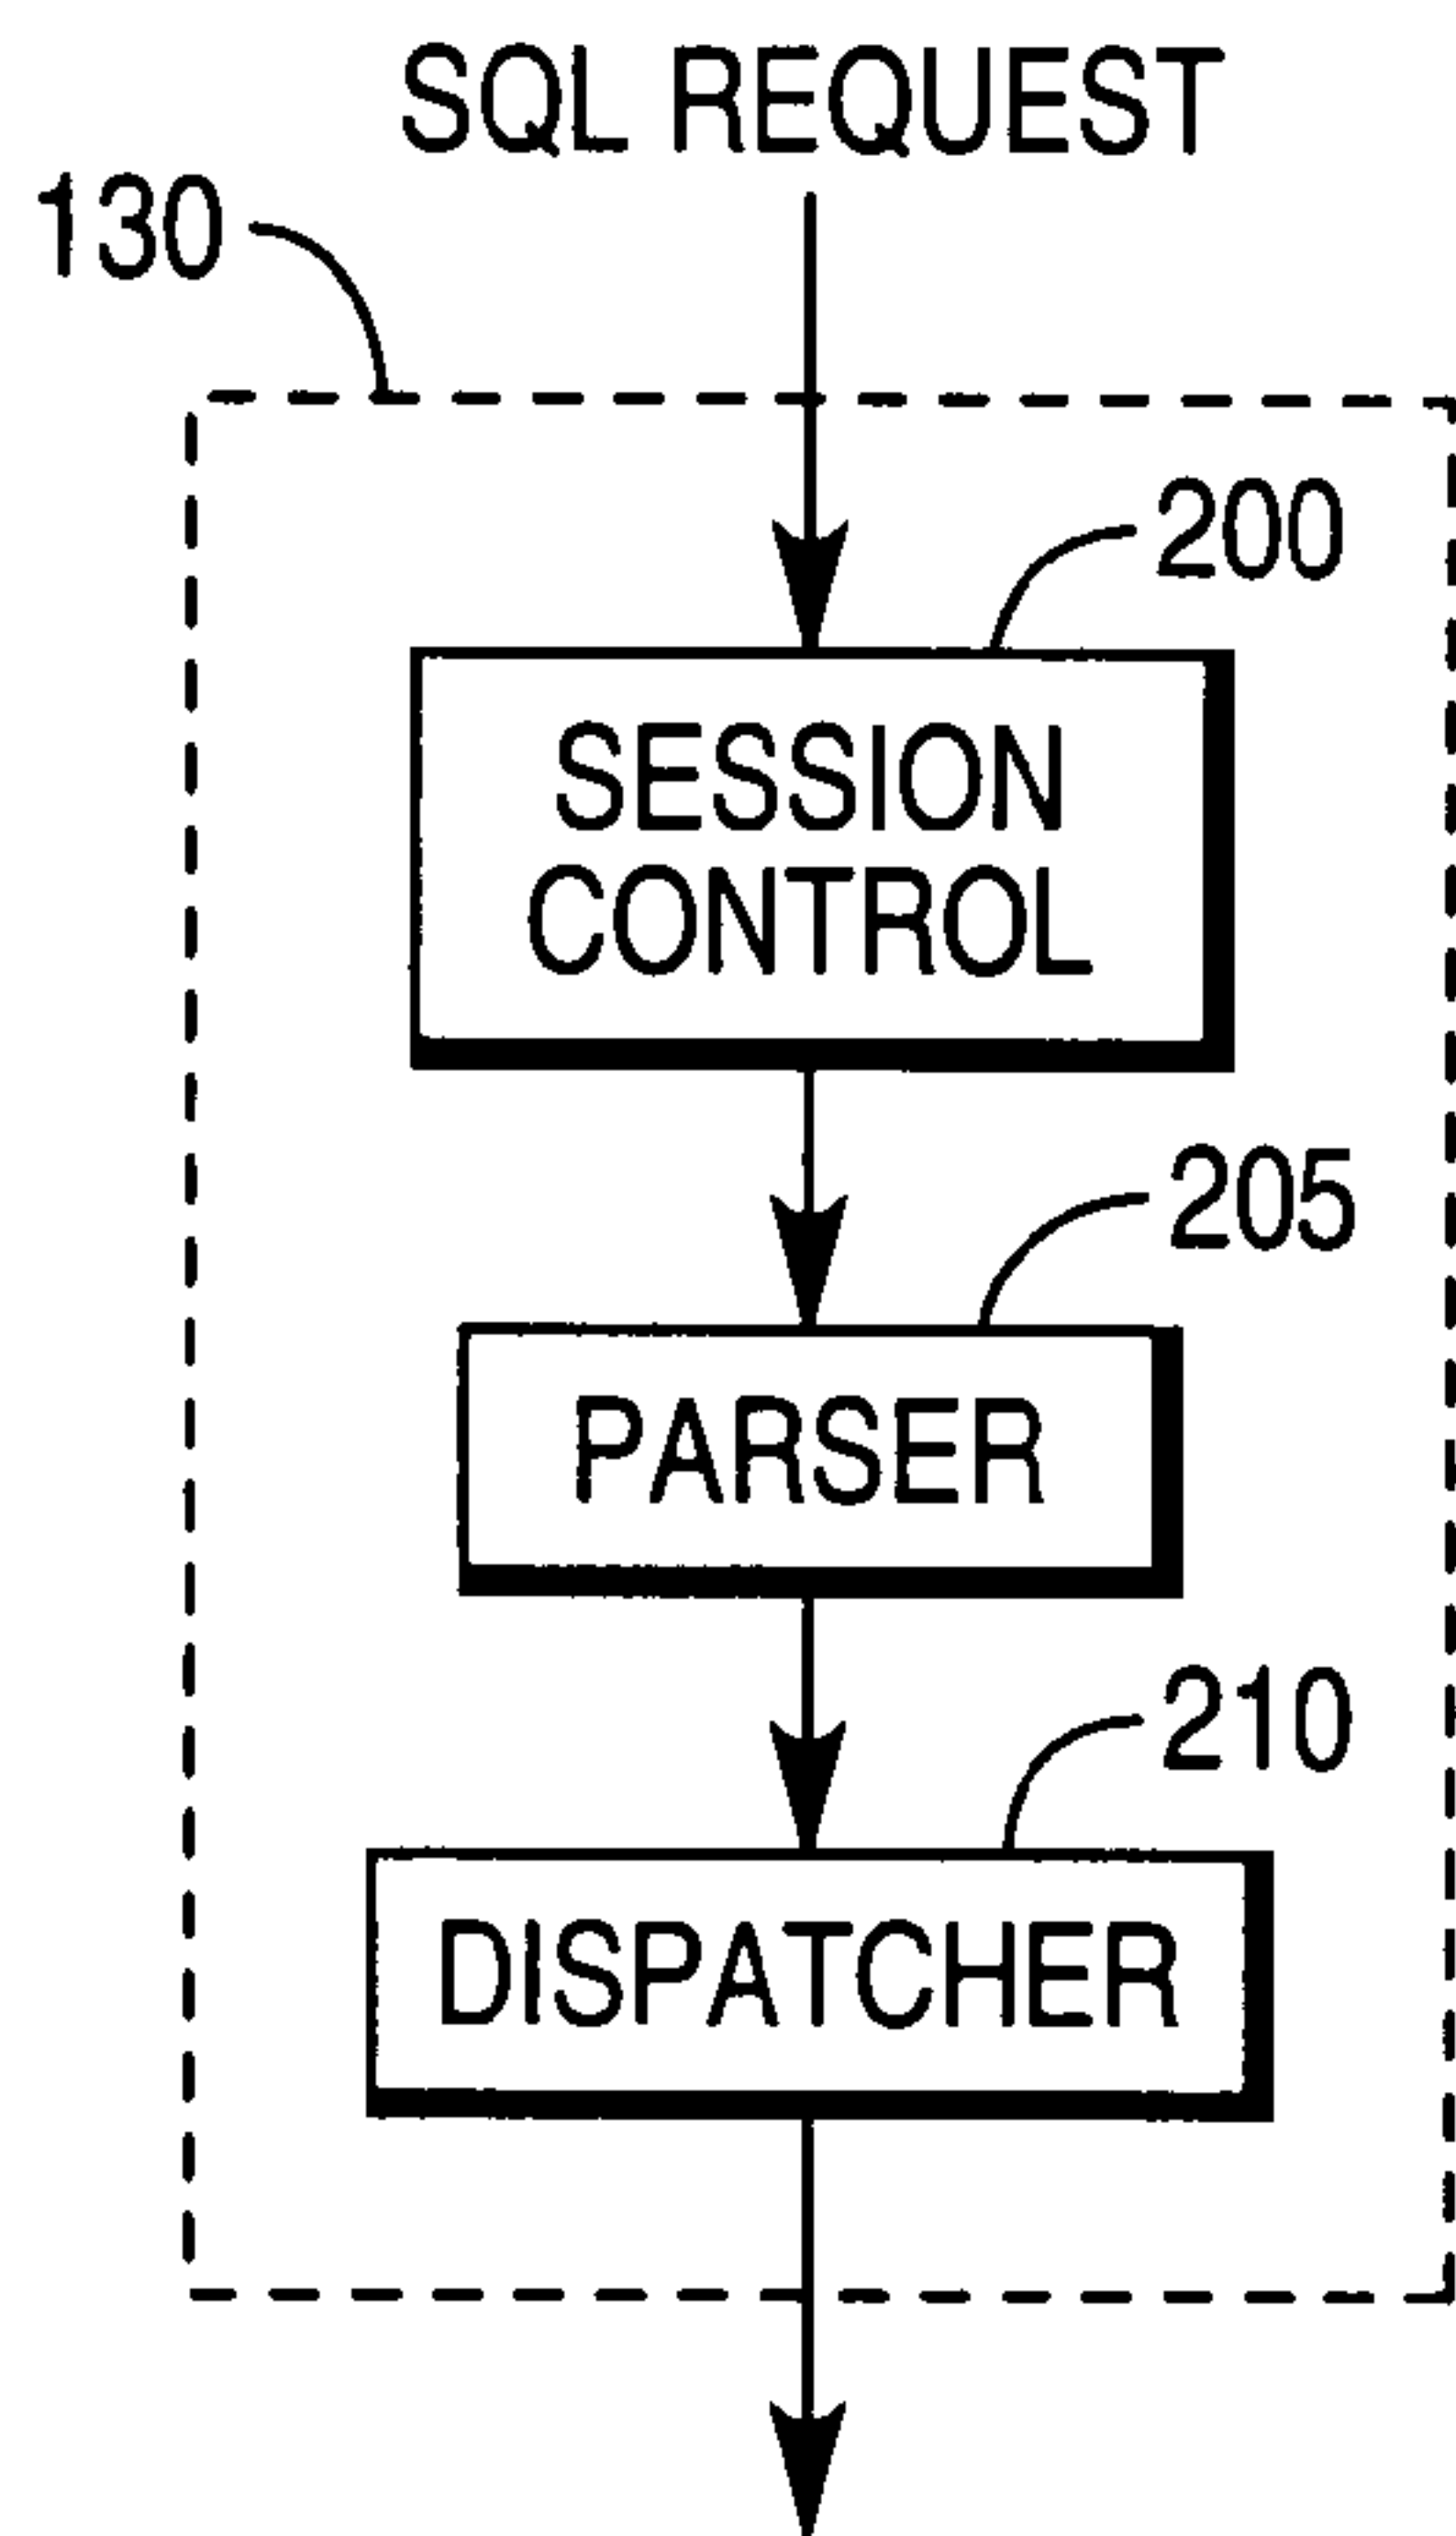 SQL REQUEST
130
200
SESSION
CONTROL
205
PARSER
210
DISPATCHER